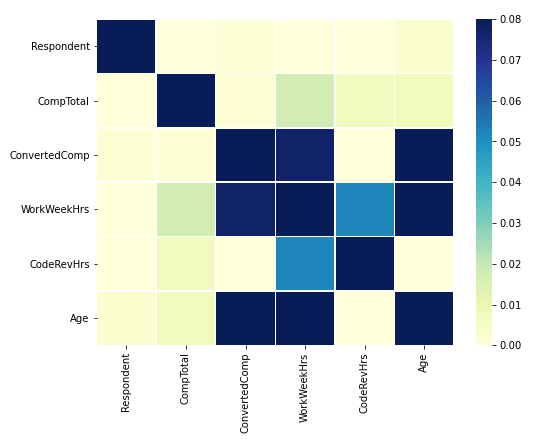 Respondent
CompTotal
ConvertedComp
WorkWeekHrs
CodeRevHrs
Age
Respondent
CompTotal
ConvertedComp
WorkWeekHrs
CodeRevHrs
Age
0.08
0.07
0.06
0.05
0.04
0.03
0.02
0.01
0.00